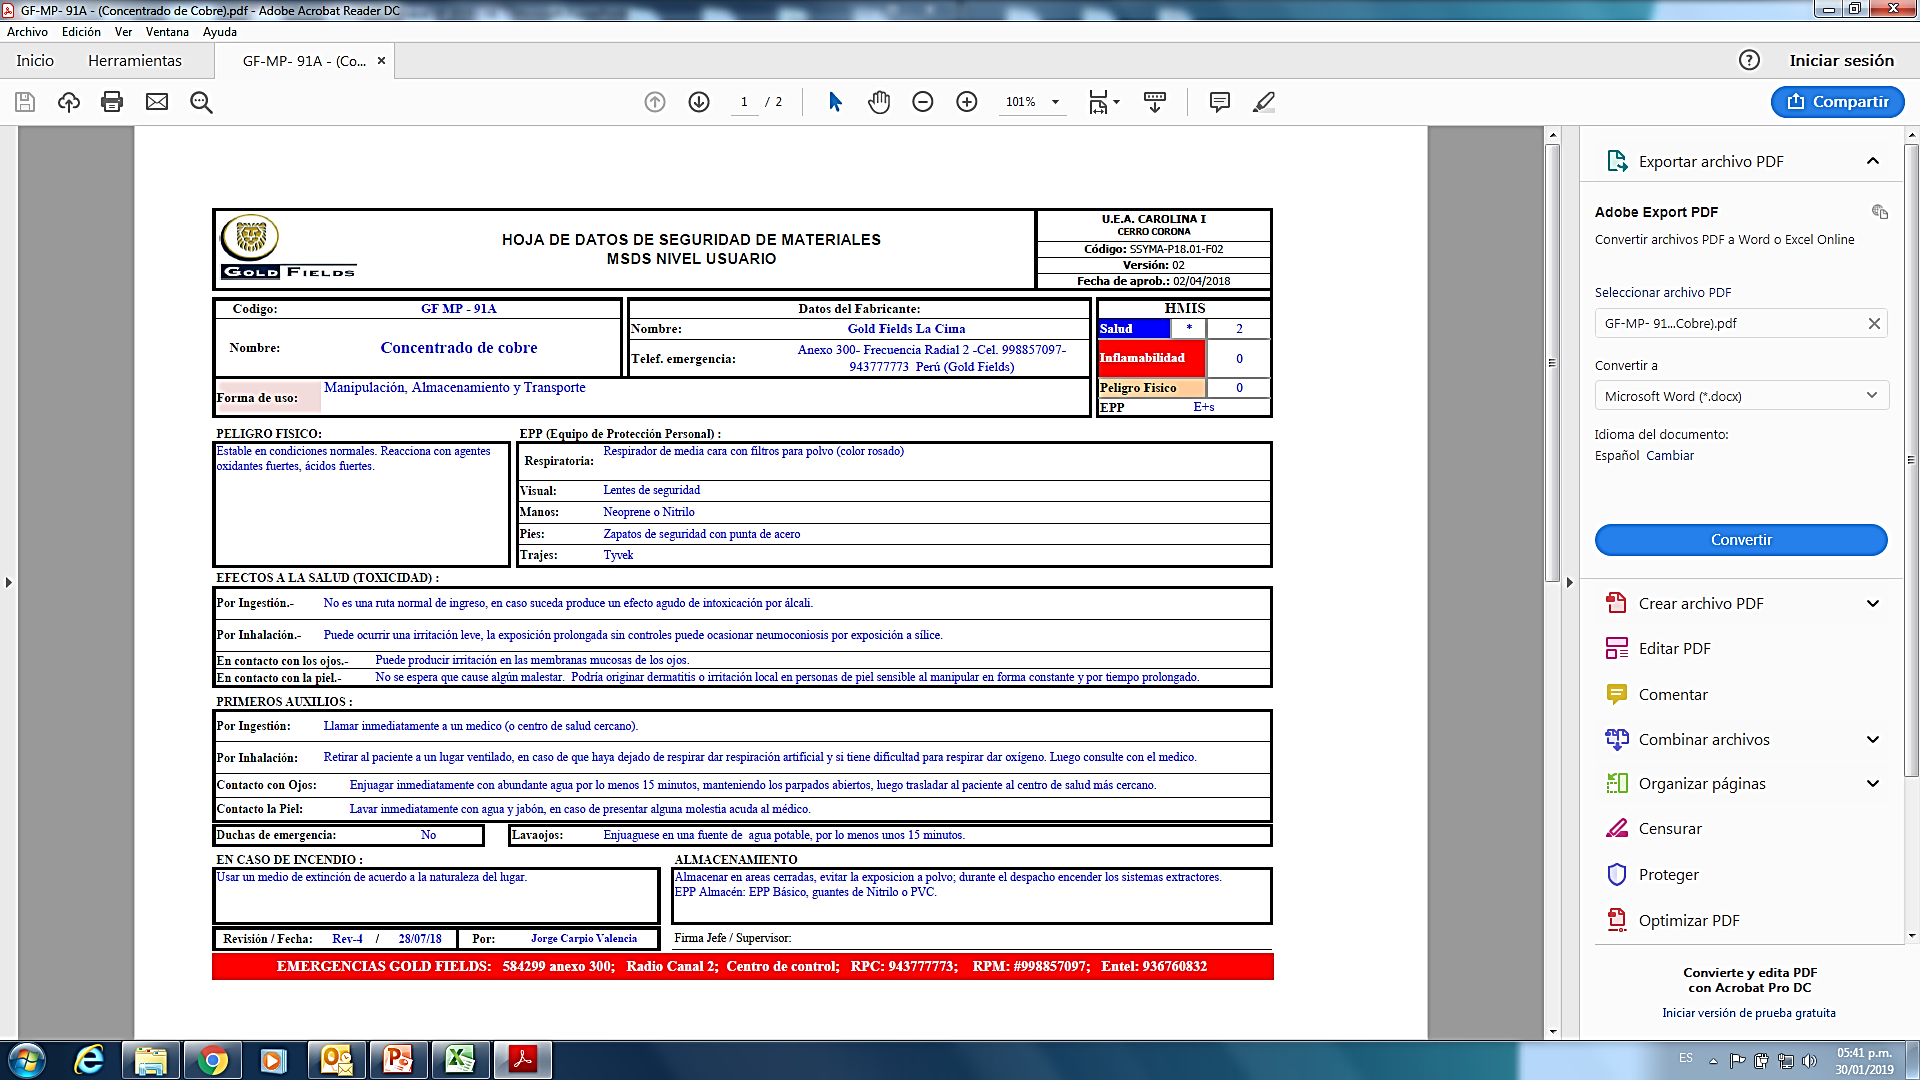 GF-MP- 91A - (Concentrado de Cobre).pdf - Adobe Acrobat Reader DC
Archivo Edición Ver Ventana Ayuda
Inicio Herramientas GF-MP- 91A - (Co... × Iniciar sesión
1 / 2 101% Compartir
GOLD FIELDS
HOJA DE DATOS DE SEGURIDAD DE MATERIALES
MSDS NIVEL USUARIO
U.E.A. CAROLINA I
CERRO CORONA
Código: SSYMA-P18.01-F02
Versión: 02
Fecha de aprob.: 02/04/2018
Codigo: GF MP - 91A
Nombre: Concentrado de cobre
Datos del Fabricante:
Nombre: Gold Fields La Cima
Telef. emergencia: Anexo 300- Frecuencia Radial 2 -Cel. 998857097-
943777773 Perú (Gold Fields)
Forma de uso: Manipulación, Almacenamiento y Transporte
HMIS
Salud * 2
Inflamabilidad 0
Peligro Fisico 0
EPP E+s
PELIGRO FISICO:
Estable en condiciones normales. Reacciona con agentes
oxidantes fuertes, ácidos fuertes.
EPP (Equipo de Protección Personal) :
Respiratoria: Respirador de media cara con filtros para polvo (color rosado)
Visual: Lentes de seguridad
Manos: Neoprene o Nitrilo
Pies: Zapatos de seguridad con punta de acero
Trajes: Tyvek
EFECTOS A LA SALUD (TOXICIDAD) :
Por Ingestión.- No es una ruta normal de ingreso, en caso suceda produce un efecto agudo de intoxicación por álcali.
Por Inhalación.- Puede ocurrir una irritación leve, la exposición prolongada sin controles puede ocasionar neumoconiosis por exposición a sílice.
En contacto con los ojos.- Puede producir irritación en las membranas mucosas de los ojos.
En contacto con la piel.- No se espera que cause algún malestar. Podría originar dermatitis o irritación local en personas de piel sensible al manipular en forma constante y por tiempo prolongado.
PRIMEROS AUXILIOS :
Por Ingestión: Llamar inmediatamente a un medico (o centro de salud cercano).
Por Inhalación: Retirar al paciente a un lugar ventilado, en caso de que haya dejado de respirar dar respiración artificial y si tiene dificultad para respirar dar oxígeno. Luego consulte con el medico.
Contacto con Ojos: Enjuagar inmediatamente con abundante agua por lo menos 15 minutos, manteniendo los parpados abiertos, luego trasladar al paciente al centro de salud más cercano.
Contacto la Piel: Lavar inmediatamente con agua y jabón, en caso de presentar alguna molestia acuda al médico.
Duchas de emergencia: No
Lavaojos: Enjuaguese en una fuente de agua potable, por lo menos unos 15 minutos.
EN CASO DE INCENDIO :
Usar un medio de extinción de acuerdo a la naturaleza del lugar.
ALMACENAMIENTO
Almacenar en areas cerradas, evitar la exposicion a polvo; durante el despacho encender los sistemas extractores.
EPP Almacén: EPP Básico, guantes de Nitrilo o PVC.
Revisión / Fecha: Rev-4 / 28/07/18 Por: Jorge Carpio Valencia
Firma Jefe / Supervisor:
EMERGENCIAS GOLD FIELDS: 584299 anexo 300; Radio Canal 2; Centro de control; RPC: 943777773; RPM: #998857097; Entel: 936760832
Exportar archivo PDF
Adobe Export PDF
Convertir archivos PDF a Word o Excel Online
Seleccionar archivo PDF
GF-MP- 91...Cobre).pdf
Convertir a
Microsoft Word (*.docx)
Idioma del documento:
Español Cambiar
Convertir
Crear archivo PDF
Editar PDF
Comentar
Combinar archivos
Organizar páginas
Censurar
Proteger
Optimizar PDF
Convierte y edita PDF
con Acrobat Pro DC
Iniciar versión de prueba gratuita
ES
05:41 p.m.
30/01/2019